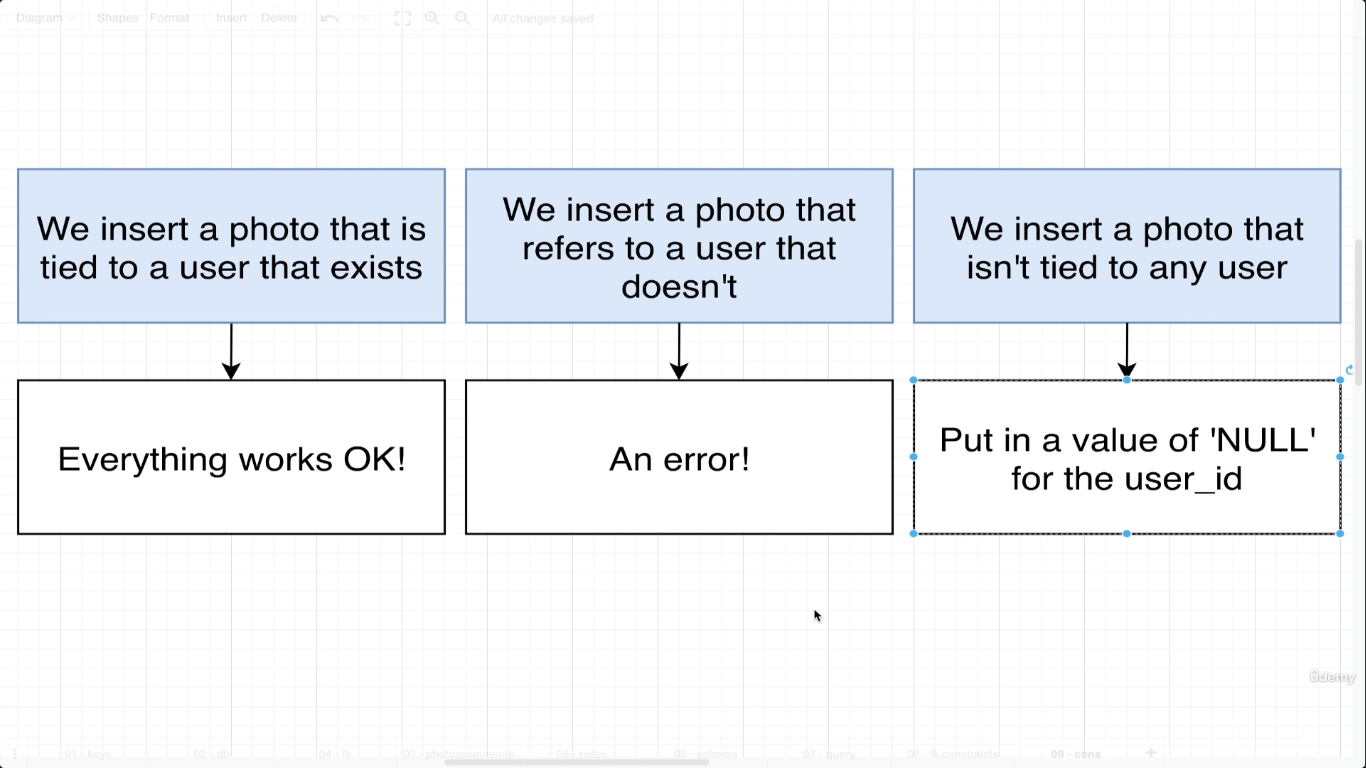 Diagram Shapes Format Insert Delete All changes saved
We insert a photo that is
tied to a user that exists
We insert a photo that
refers to a user that
doesn't
We insert a photo that
isn't tied to any user
Everything works OK!
An error!
Put in a value of 'NULL'
for the user_id
ûdemy
01 - keys 02 - db 04 - fk 03 - photoscomments 05 - notes 06 - schema 07 - query 08 - fk constraints 09 - cons